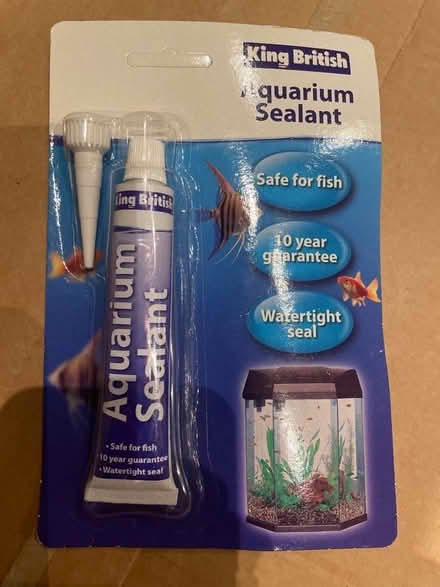 King British
Aquarium
Sealant
Safe for fish
10 year
guarantee
Watertight
seal
King British
Aquarium
Sealant
• Safe for fish
10 year guarantee
• Watertight seal